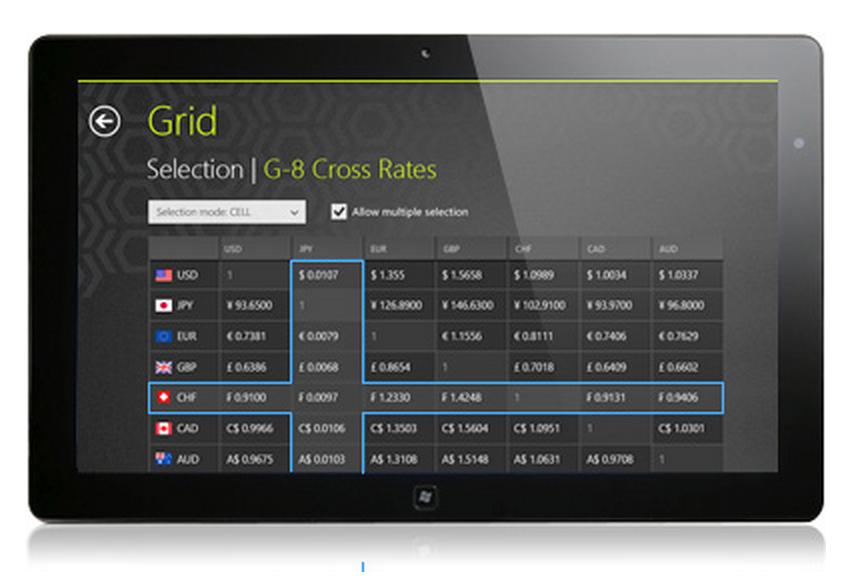 Grid
Selection | G-8 Cross Rates
Selection mode: CELL Allow multiple selection
USD JPY EUR GBP CHF CAD AUD
USD 1 $ 0.0107 $ 1.355 $ 1.5658 $ 1.0989 $ 1.0034 $ 1.0337
JPY ¥ 93.6500 1 ¥ 126.8900 ¥ 146.6300 ¥ 102.9100 ¥ 93.9700 ¥ 96.8000
EUR € 0.7381 € 0.0079 1 € 1.1556 € 0.8111 € 0.7406 € 0.7629
GBP £ 0.6386 £ 0.0068 £ 0.8654 1 £ 0.7018 £ 0.6409 £ 0.6602
CHF ₣ 0.9100 ₣ 0.0097 ₣ 1.2330 ₣ 1.4248 1 ₣ 0.9131 ₣ 0.9406
CAD C$ 0.9966 C$ 0.0106 C$ 1.3503 C$ 1.5604 C$ 1.0951 1 C$ 1.0301
AUD A$ 0.9675 A$ 0.0103 A$ 1.3108 A$ 1.5148 A$ 1.0631 A$ 0.9708 1